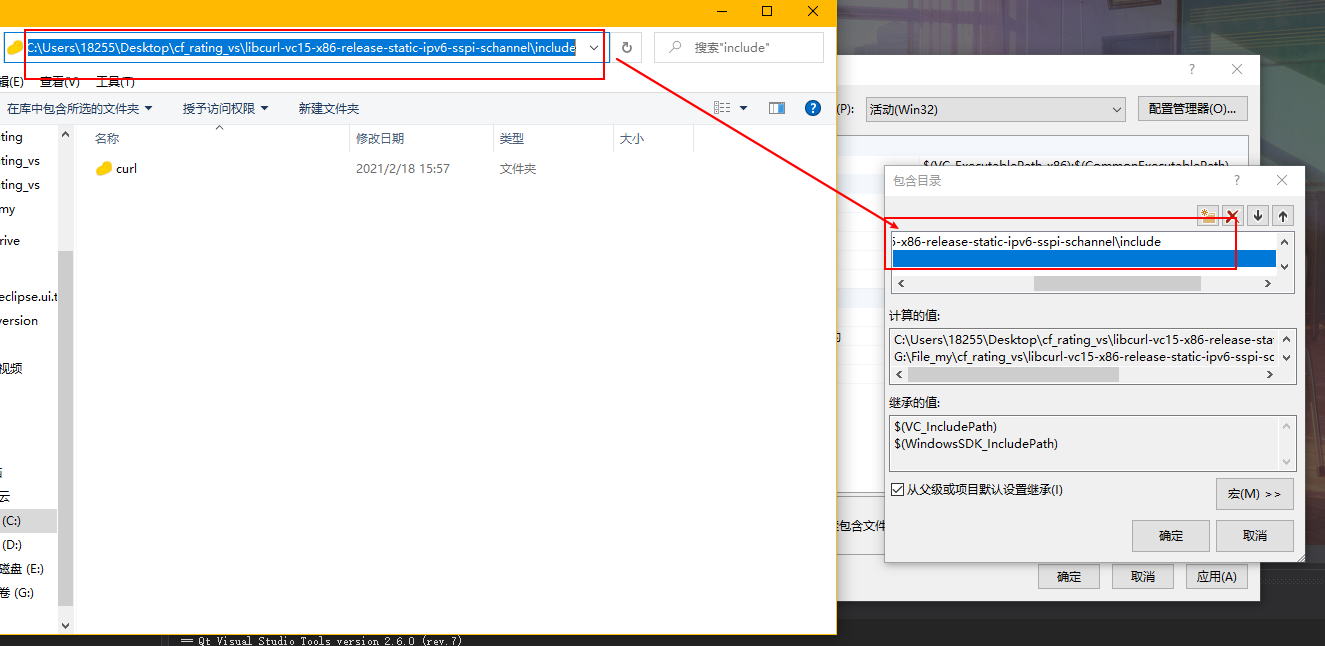 C:\Users\18255\Desktop\cf_rating_vs\libcurl-vc15-x86-release-static-ipv6-sspi-schannel\include
搜索"include"
辑(E) 查看(V) 工具(T)
在库中包含所选的文件夹 授予访问权限 新建文件夹
名称 修改日期 类型 大小
curl 2021/2/18 15:57 文件夹
ting
ting_vs
ting_vs
my
rive
eclipse.ui.t
version
视频
云
(C:)
(D:)
磁盘 (E:)
卷 (G:)
(P): 活动(Win32) 配置管理器(O)...
$(VC_ExecutablePath_x86);$(CommonExecutablePath)
包含目录
5-x86-release-static-ipv6-sspi-schannel\include
计算的值:
C:\Users\18255\Desktop\cf_rating_vs\libcurl-vc15-x86-release-sta
G:\File_my\cf_rating_vs\libcurl-vc15-x86-release-static-ipv6-sspi-sc
继承的值:
$(VC_IncludePath)
$(WindowsSDK_IncludePath)
从父级或项目默认设置继承(I)
宏(M) >>
确定 取消
包含文件
确定 取消 应用(A)
== Qt Visual Studio Tools version 2.6.0 (rev.7)